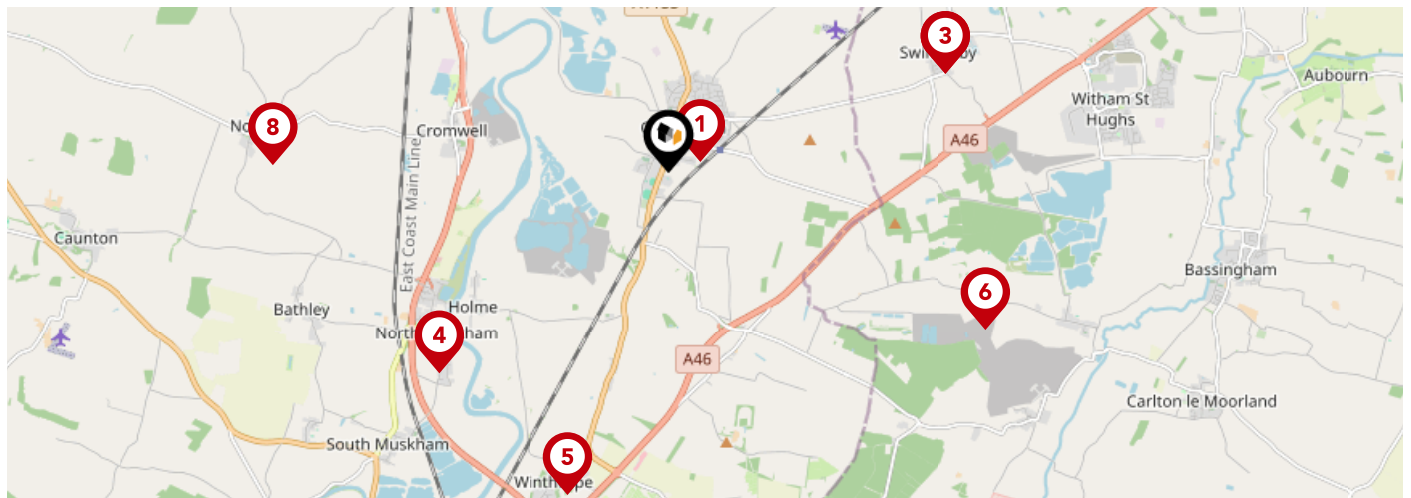 3
Aubourn
Witham St
Hughs
8
1
Cromwell
A46
East Coast Main Line
Caunton
Bassingham
6
Bathley
Holme
4
A46
Carlton le Moorland
South Muskham
5